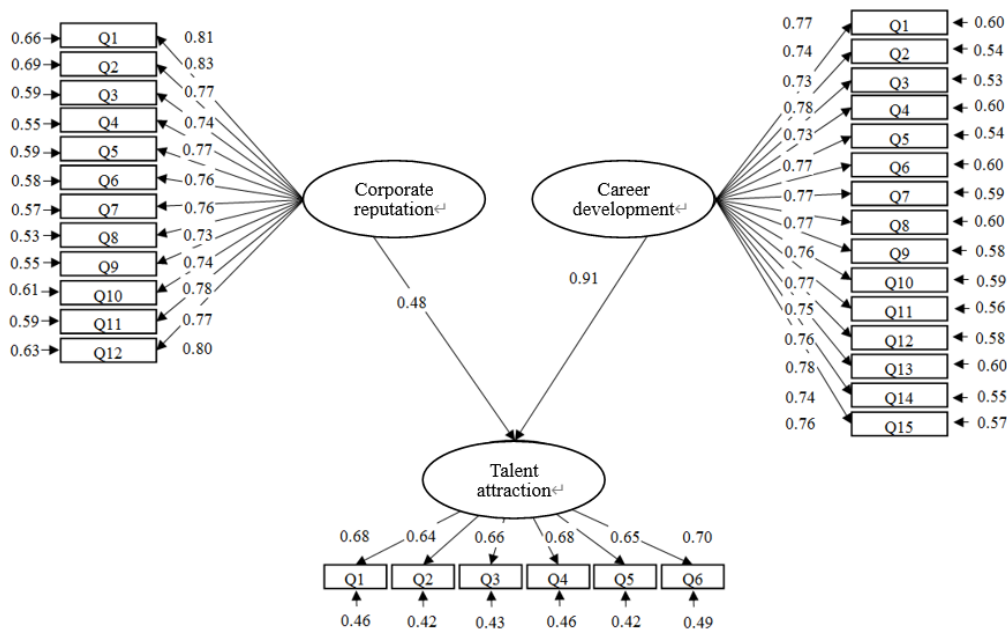 0.66 Q1 0.81
0.69 Q2 0.83
0.59 Q3 0.77
0.55 Q4 0.74
0.59 Q5 0.77
0.58 Q6 0.76
0.57 Q7 0.76
0.53 Q8 0.73
0.55 Q9 0.74
0.61 Q10 0.78
0.59 Q11 0.77
0.63 Q12 0.80
Corporate
reputation↵
Career
development↵
0.77 Q1 0.60
0.74 Q2 0.54
0.73 Q3 0.53
0.78 Q4 0.60
0.73 Q5 0.54
0.77 Q6 0.60
0.77 Q7 0.59
0.77 Q8 0.60
0.76 Q9 0.58
0.77 Q10 0.59
0.75 Q11 0.56
0.76 Q12 0.58
0.78 Q13 0.60
0.74 Q14 0.55
0.76 Q15 0.57
0.48
0.91
Talent
attraction↵
0.68 0.64 0.66 0.68 0.65 0.70
Q1 Q2 Q3 Q4 Q5 Q6
0.46 0.42 0.43 0.46 0.42 0.49